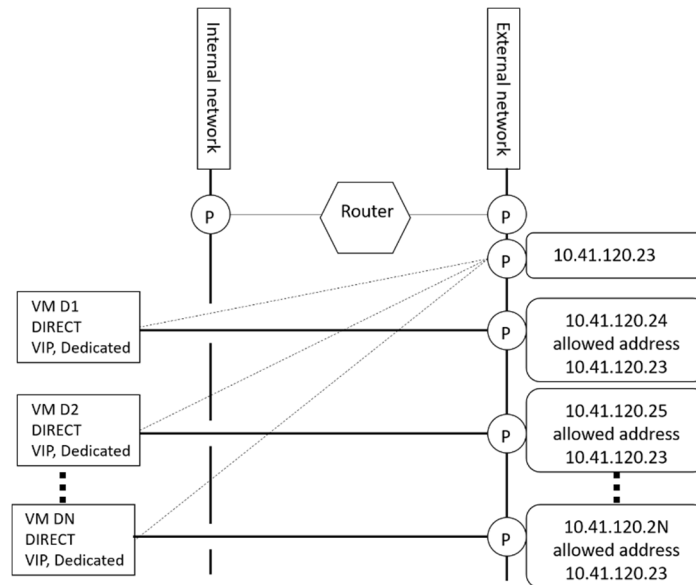 Internal network
External network
P
Router
P
P
10.41.120.23
VM D1
DIRECT
VIP, Dedicated
P
10.41.120.24
allowed address
10.41.120.23
VM D2
DIRECT
VIP, Dedicated
P
10.41.120.25
allowed address
10.41.120.23
VM DN
DIRECT
VIP, Dedicated
P
10.41.120.2N
allowed address
10.41.120.23